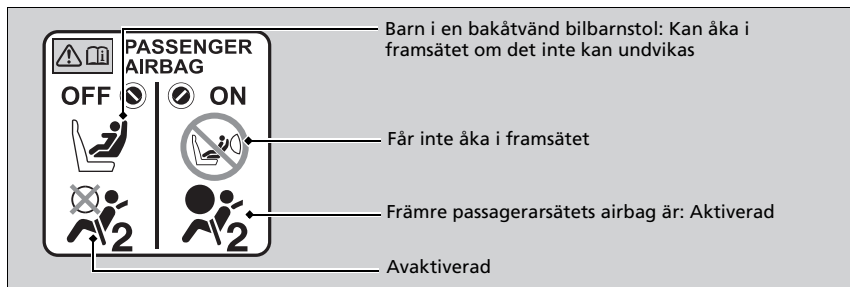 PASSENGER
AIRBAG
OFF ON
2 2
Barn i en bakåtvänd bilbarnstol: Kan åka i
framsätet om det inte kan undvikas
Får inte åka i framsätet
Främre passagerarsätets airbag är: Aktiverad
Avaktiverad